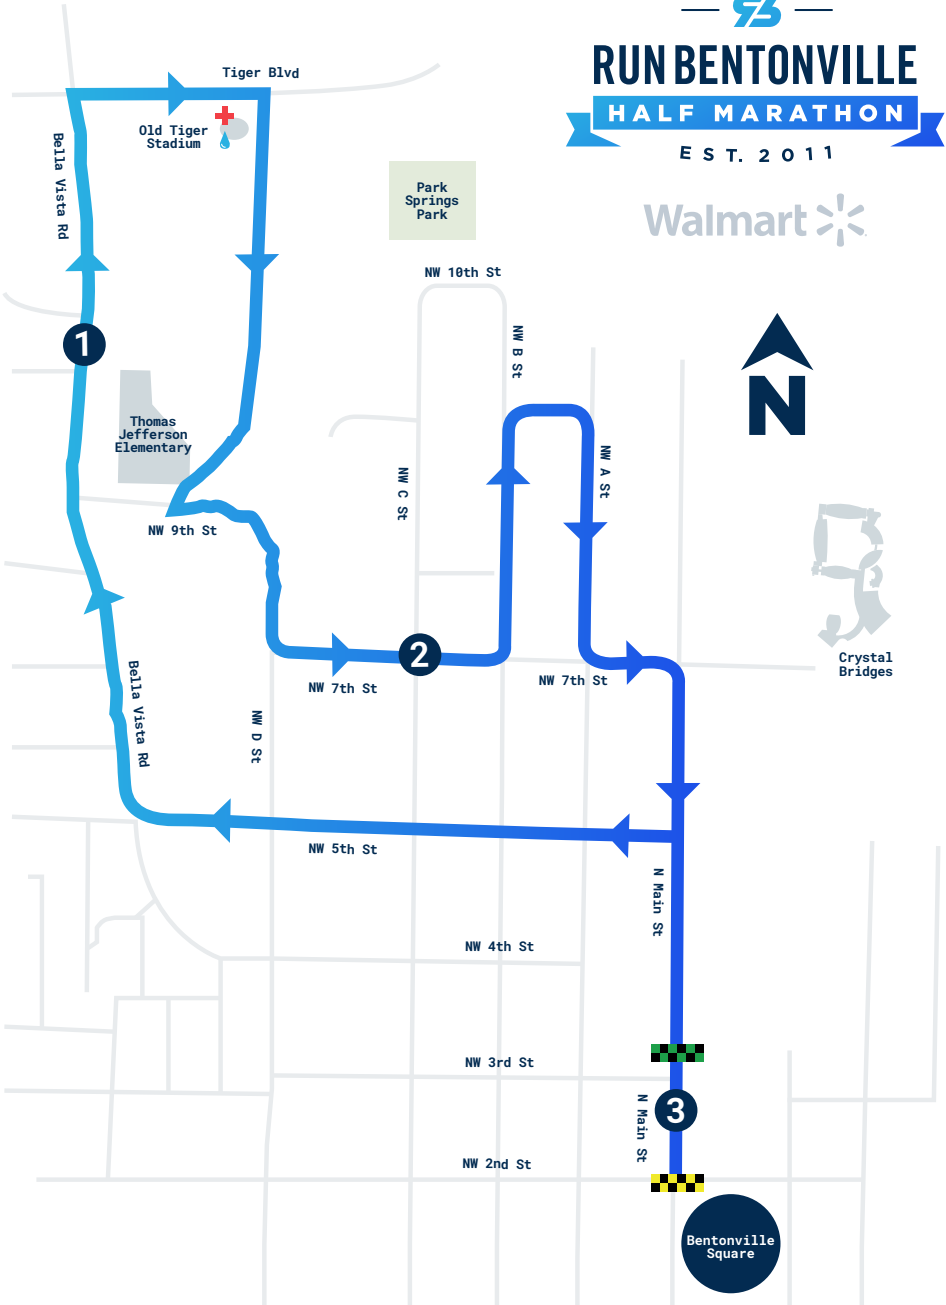 RUN BENTONVILLE
HALF MARATHON
EST. 2011
Walmart
N
Tiger Blvd
Old Tiger
Stadium
Bella Vista Rd
Park
Springs
Park
NW 10th St
NW B St
1
Thomas
Jefferson
Elementary
NW A St
NW C St
NW 9th St
2
Crystal
Bridges
Bella Vista Rd
NW 7th St
NW 7th St
NW D St
NW 5th St
N Main St
NW 4th St
NW 3rd St
3
N Main St
NW 2nd St
Bentonville
Square